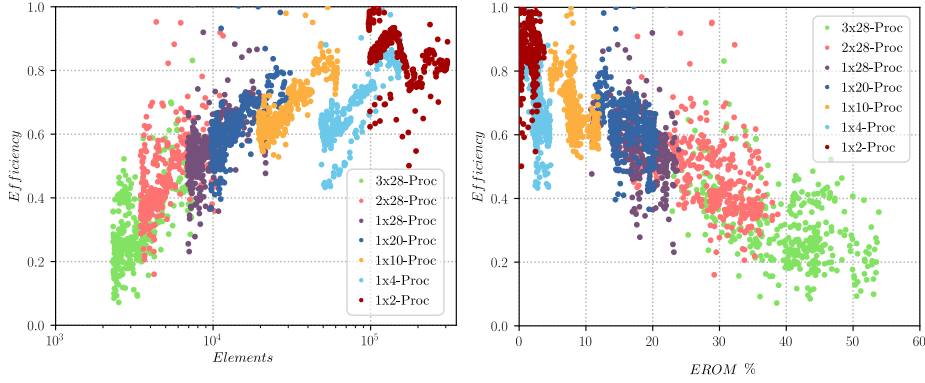 1.0
0.8
0.6
0.4
0.2
0.0
Efficiency
10^3
10^4
10^5
Elements
3x28-Proc
2x28-Proc
1x28-Proc
1x20-Proc
1x10-Proc
1x4-Proc
1x2-Proc
1.0
0.8
0.6
0.4
0.2
0.0
Efficiency
0 10 20 30 40 50 60
EROM %
3x28-Proc
2x28-Proc
1x28-Proc
1x20-Proc
1x10-Proc
1x4-Proc
1x2-Proc